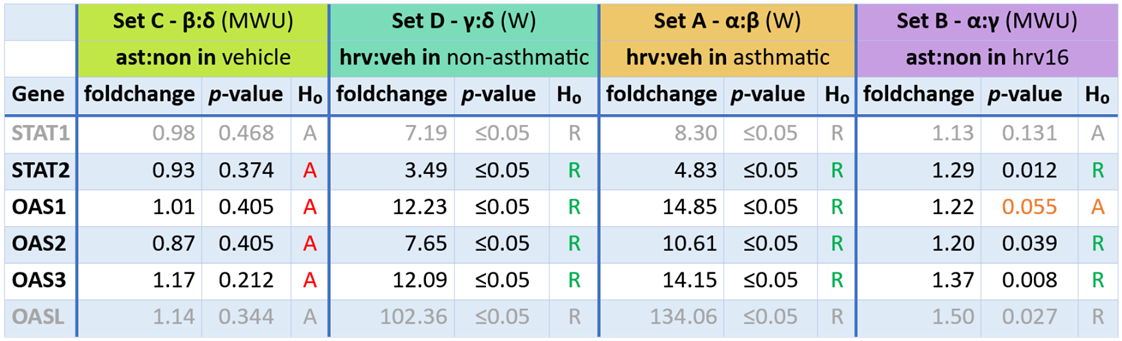 Set C - β:δ (MWU) Set D - γ:δ (W) Set A - α:β (W) Set B - α:γ (MWU)
ast:non in vehicle hrv:veh in non-asthmatic hrv:veh in asthmatic ast:non in hrv16
Gene foldchange p-value H₀ foldchange p-value H₀ foldchange p-value H₀ foldchange p-value H₀
STAT1 0.98 0.468 A 7.19 ≤0.05 R 8.30 ≤0.05 R 1.13 0.131 A
STAT2 0.93 0.374 A 3.49 ≤0.05 R 4.83 ≤0.05 R 1.29 0.012 R
OAS1 1.01 0.405 A 12.23 ≤0.05 R 14.85 ≤0.05 R 1.22 0.055 A
OAS2 0.87 0.405 A 7.65 ≤0.05 R 10.61 ≤0.05 R 1.20 0.039 R
OAS3 1.17 0.212 A 12.09 ≤0.05 R 14.15 ≤0.05 R 1.37 0.008 R
OASL 1.14 0.344 A 102.36 ≤0.05 R 134.06 ≤0.05 R 1.50 0.027 R